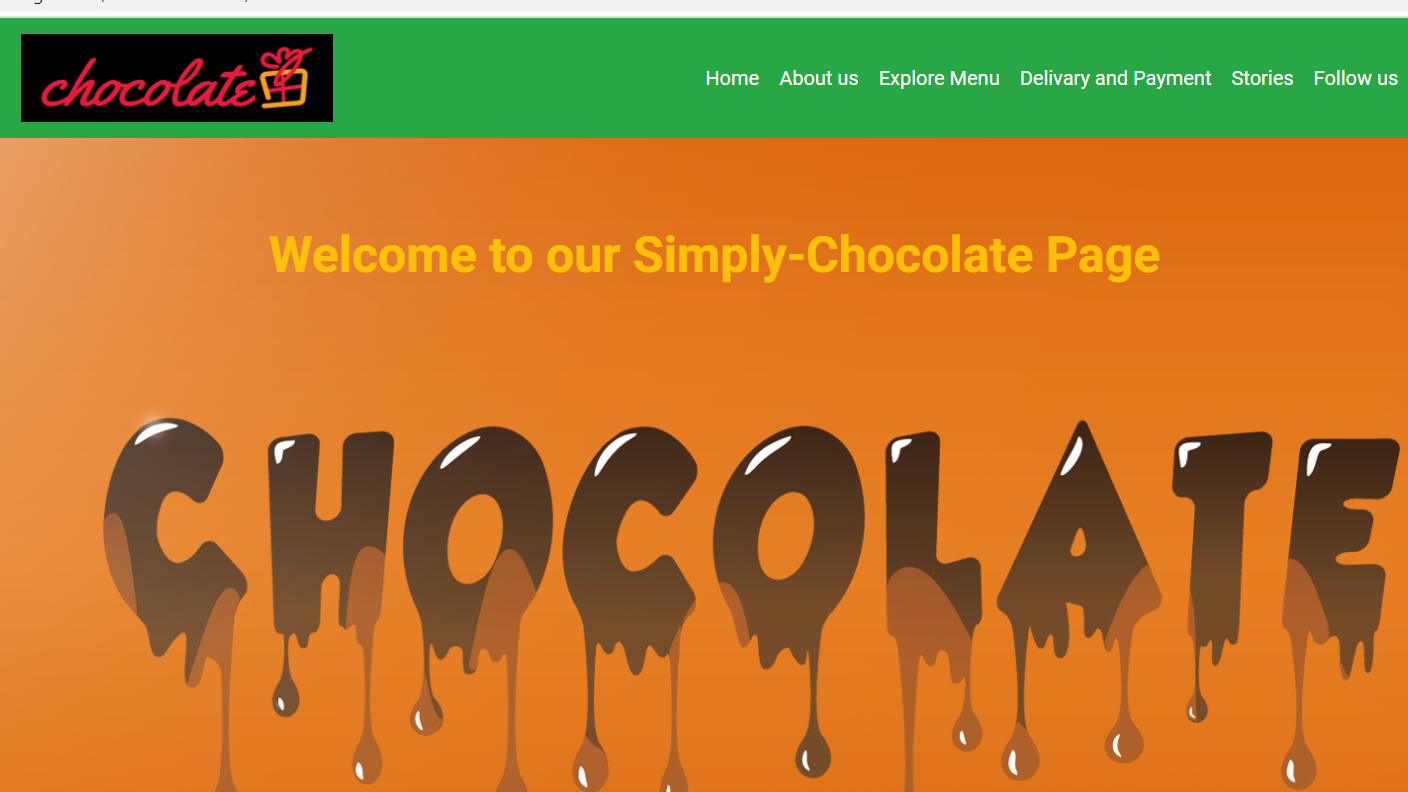 chocolate
Home About us Explore Menu Delivary and Payment Stories Follow us
Welcome to our Simply-Chocolate Page
CHOCOLATE